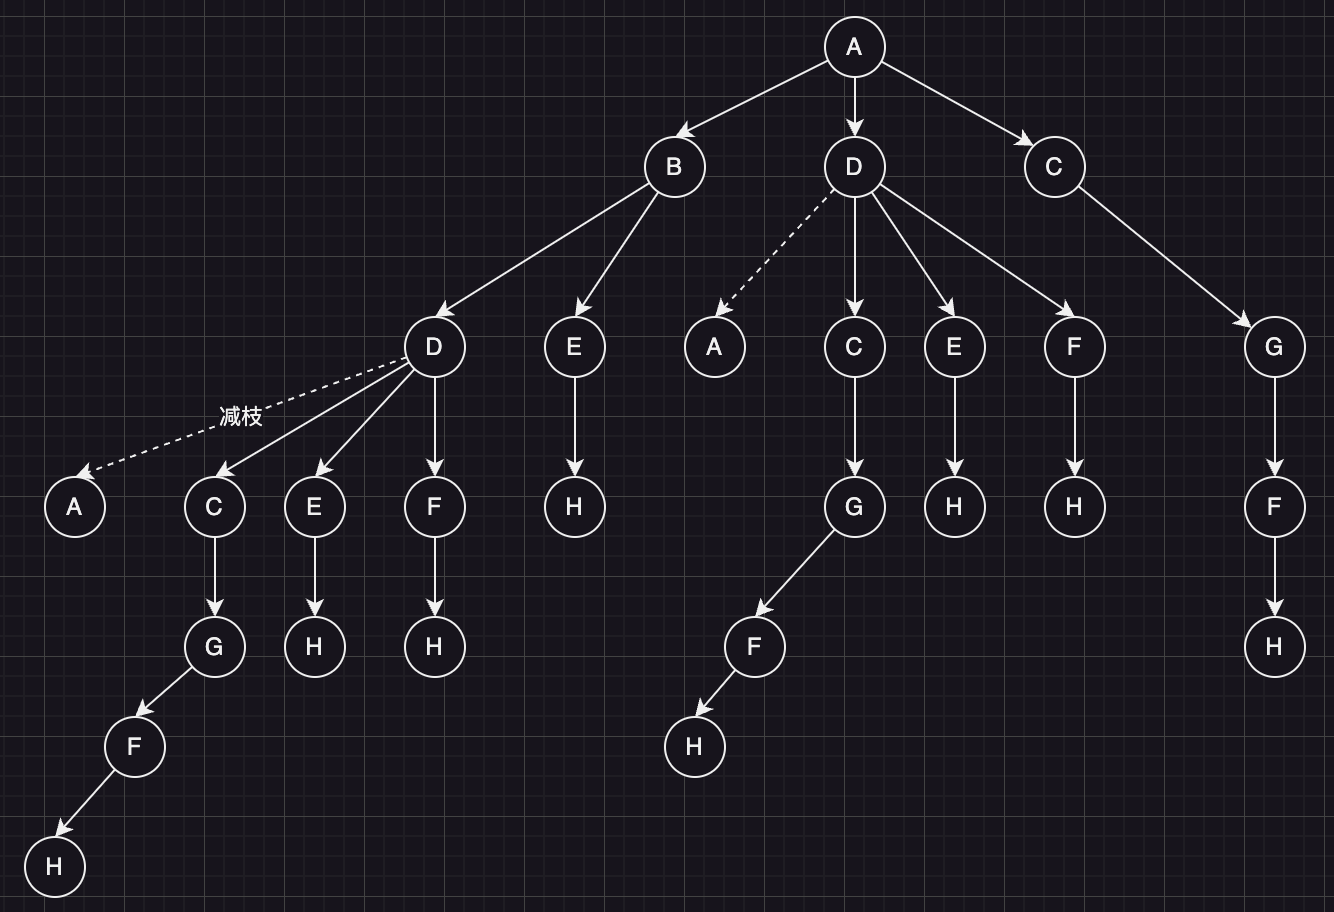 A
B D C
D E A C E F G
减枝
A C E F H G H H F
G H H F H
F H
H